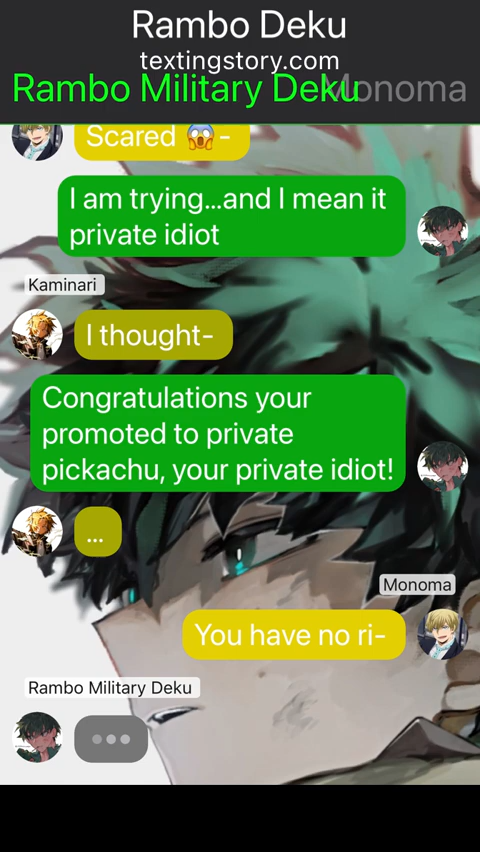 Rambo Deku
textingstory.com
Rambo Military Deku Monoma
Scared 😱-
I am trying...and I mean it
private idiot
Kaminari
I thought-
Congratulations your
promoted to private
pickachu, your private idiot!
...
Monoma
You have no ri-
Rambo Military Deku